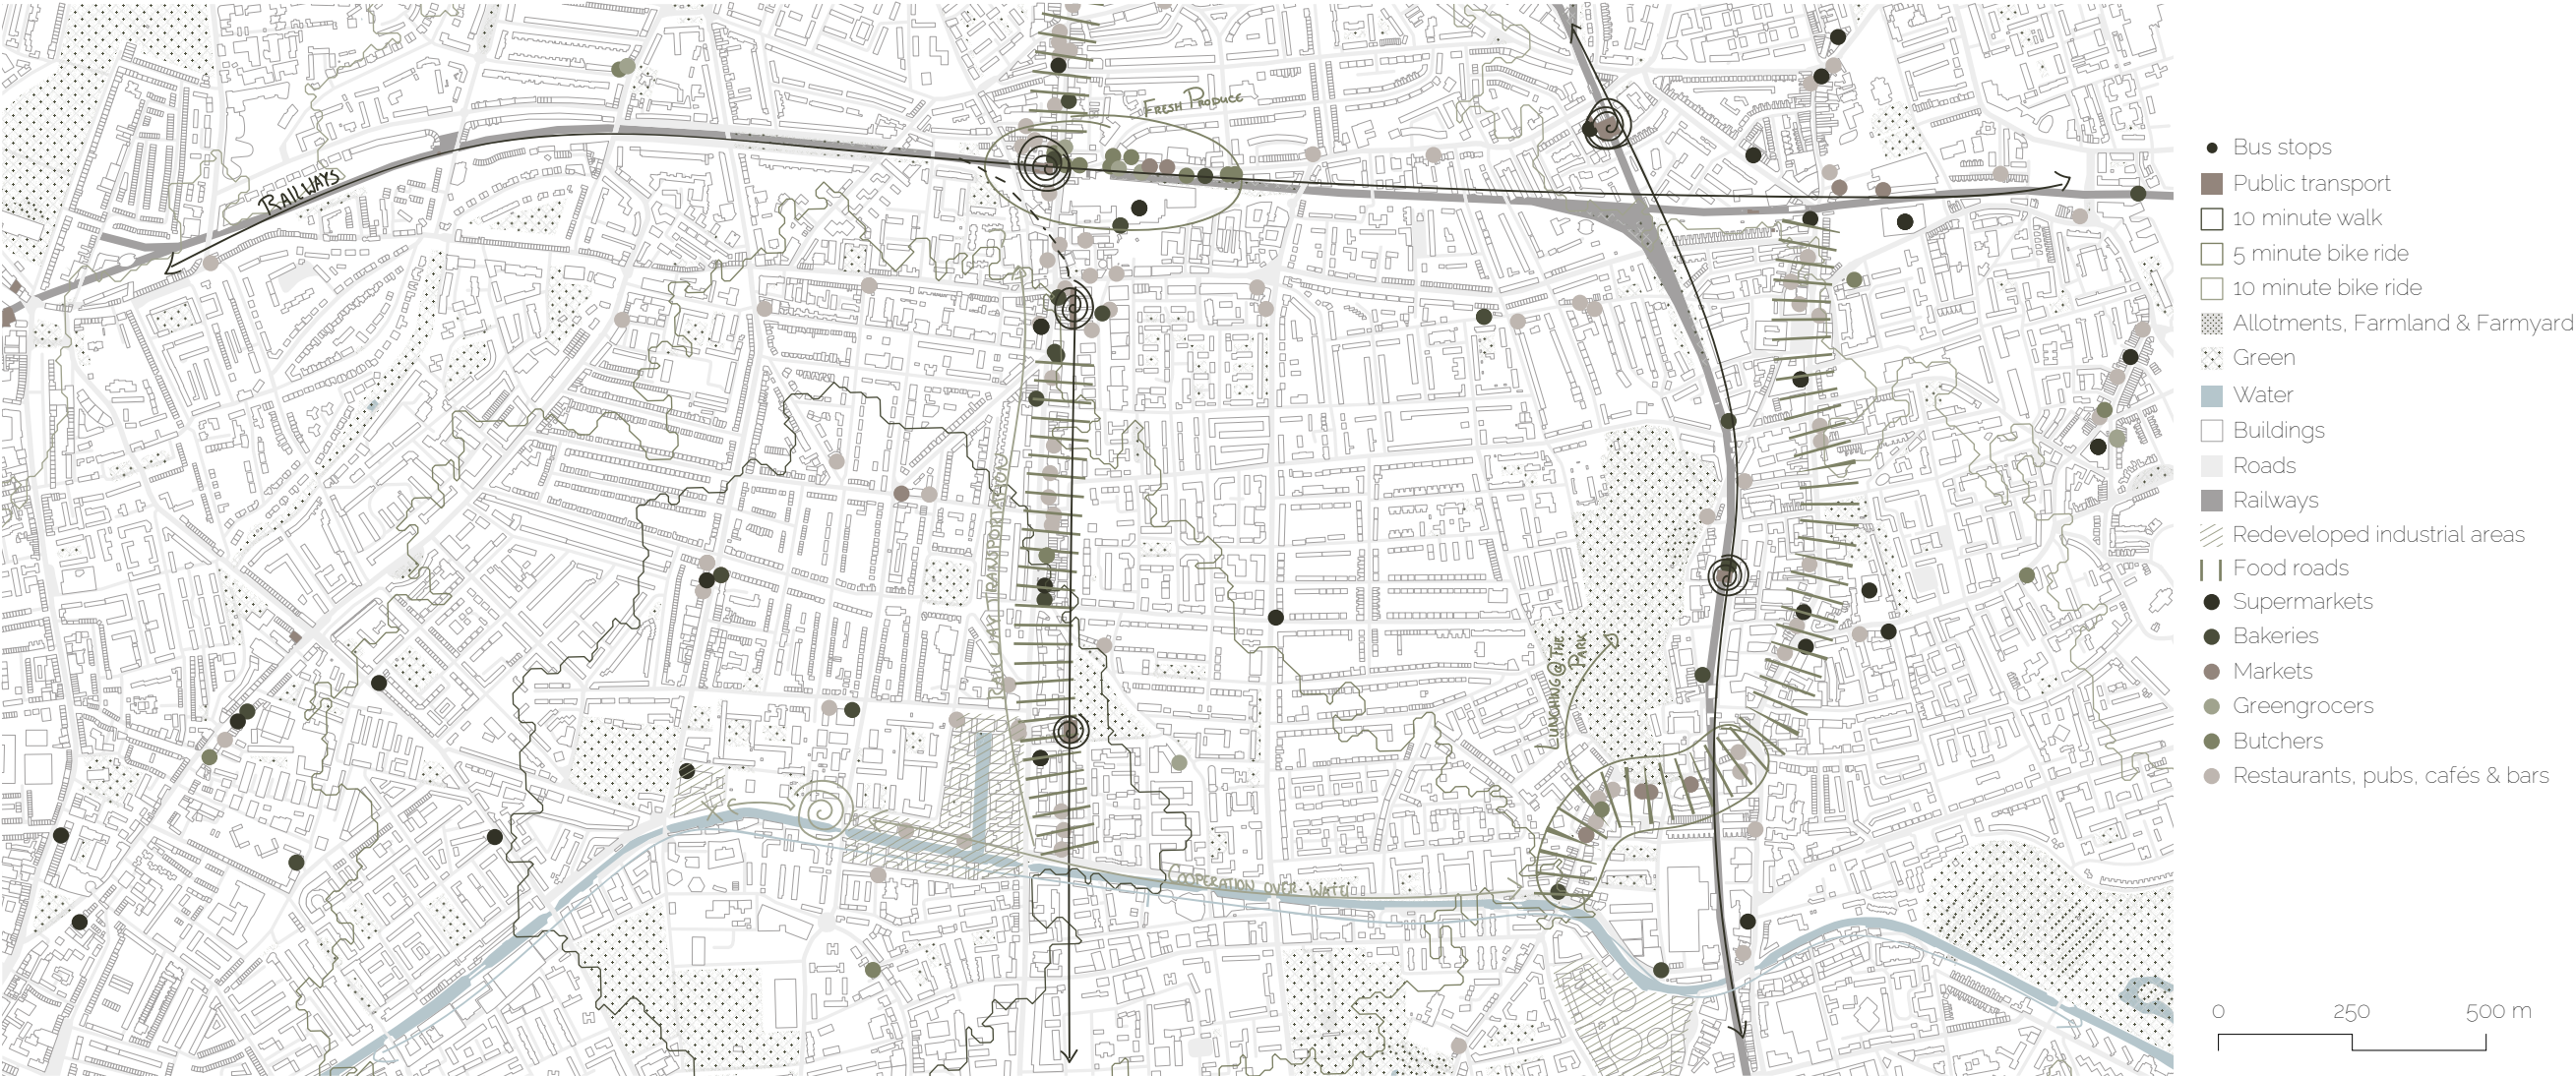 FRESH PRODUCE
RAILWAYS
LUNCHING @ THE
PARK
COOPERATION OVER WATER
Bus stops
Public transport
10 minute walk
5 minute bike ride
10 minute bike ride
Allotments, Farmland & Farmyard
Green
Water
Buildings
Roads
Railways
Redeveloped industrial areas
Food roads
Supermarkets
Bakeries
Markets
Greengrocers
Butchers
Restaurants, pubs, cafés & bars
0 250 500 m